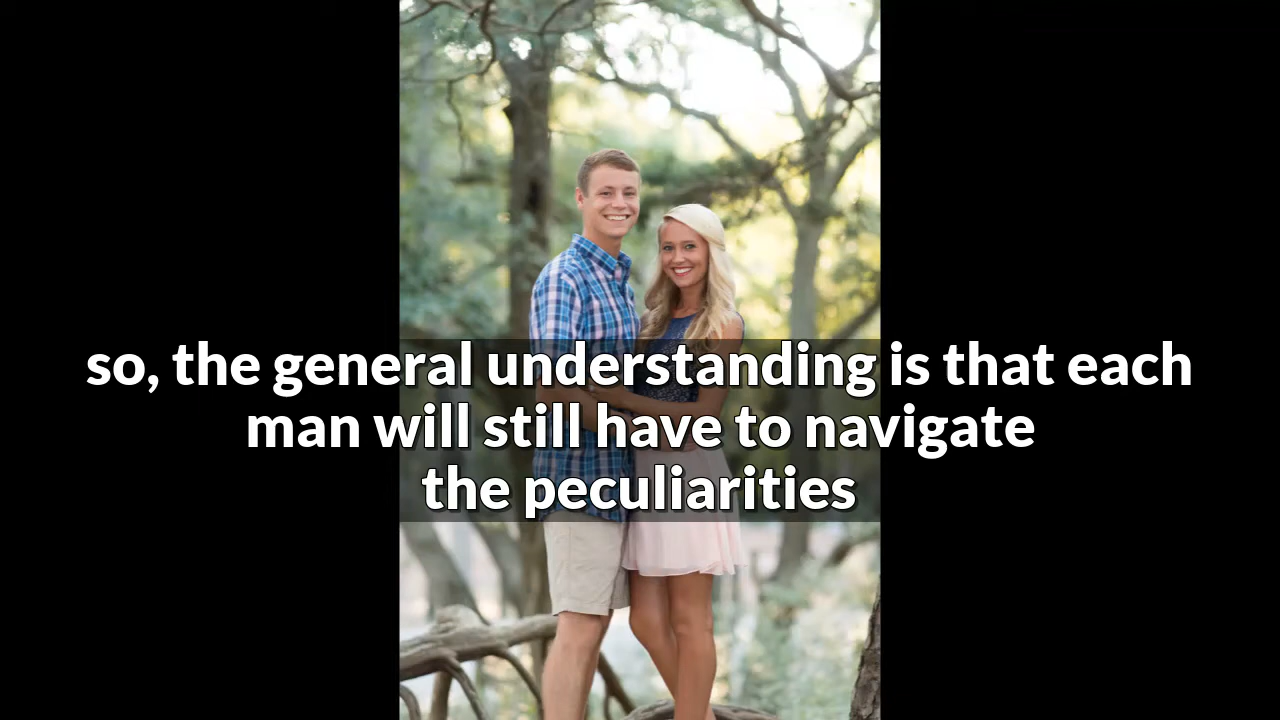 so, the general understanding is that each
man will still have to navigate
the peculiarities